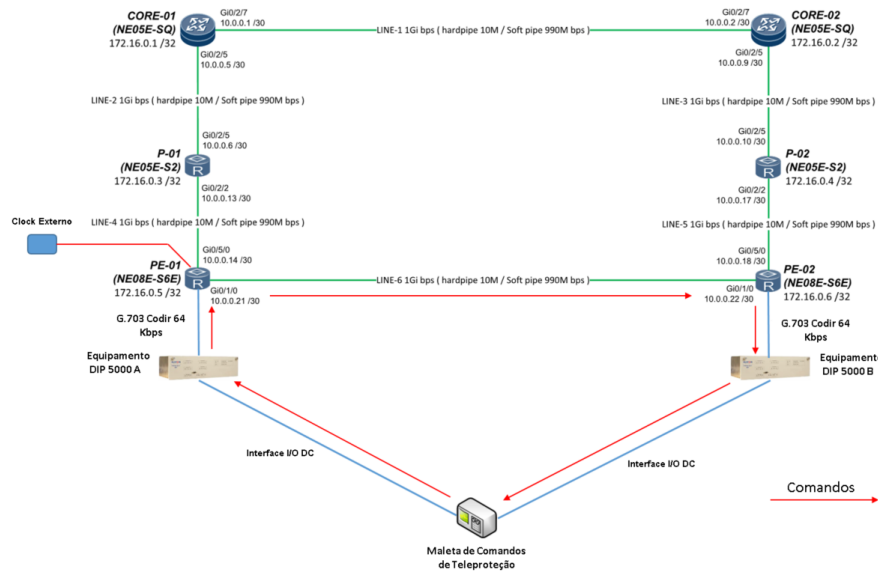 CORE-01
(NE05E-SQ)
172.16.0.1 /32
Gi0/2/7
10.0.0.1 /30
LINE-1 1Gi bps ( hardpipe 10M / Soft pipe 990M bps )
Gi0/2/7
10.0.0.2 /30
CORE-02
(NE05E-SQ)
172.16.0.2 /32
Gi0/2/5
10.0.0.5 /30
Gi0/2/5
10.0.0.9 /30
LINE-2 1Gi bps ( hardpipe 10M / Soft pipe 990M bps )
LINE-3 1Gi bps ( hardpipe 10M / Soft pipe 990M bps )
Gi0/2/5
10.0.0.6 /30
Gi0/2/5
10.0.0.10 /30
P-01
(NE05E-S2)
172.16.0.3 /32
R
P-02
(NE05E-S2)
172.16.0.4 /32
R
Gi0/2/2
10.0.0.13 /30
Gi0/2/2
10.0.0.17 /30
LINE-4 1Gi bps ( hardpipe 10M / Soft pipe 990M bps )
LINE-5 1Gi bps ( hardpipe 10M / Soft pipe 990M bps )
Clock Externo
Gi0/5/0
10.0.0.14 /30
Gi0/5/0
10.0.0.18 /30
PE-01
(NE08E-S6E)
172.16.0.5 /32
R
LINE-6 1Gi bps ( hardpipe 10M / Soft pipe 990M bps )
PE-02
(NE08E-S6E)
172.16.0.6 /32
R
Gi0/1/0
10.0.0.21 /30
Gi0/1/0
10.0.0.22 /30
G.703 Codir 64
Kbps
G.703 Codir 64
Kbps
Equipamento
DIP 5000 A
Equipament
DIP 5000 B
Interface I/O DC
Interface I/O DC
Comandos
Maleta de Comandos
de Teleproteção